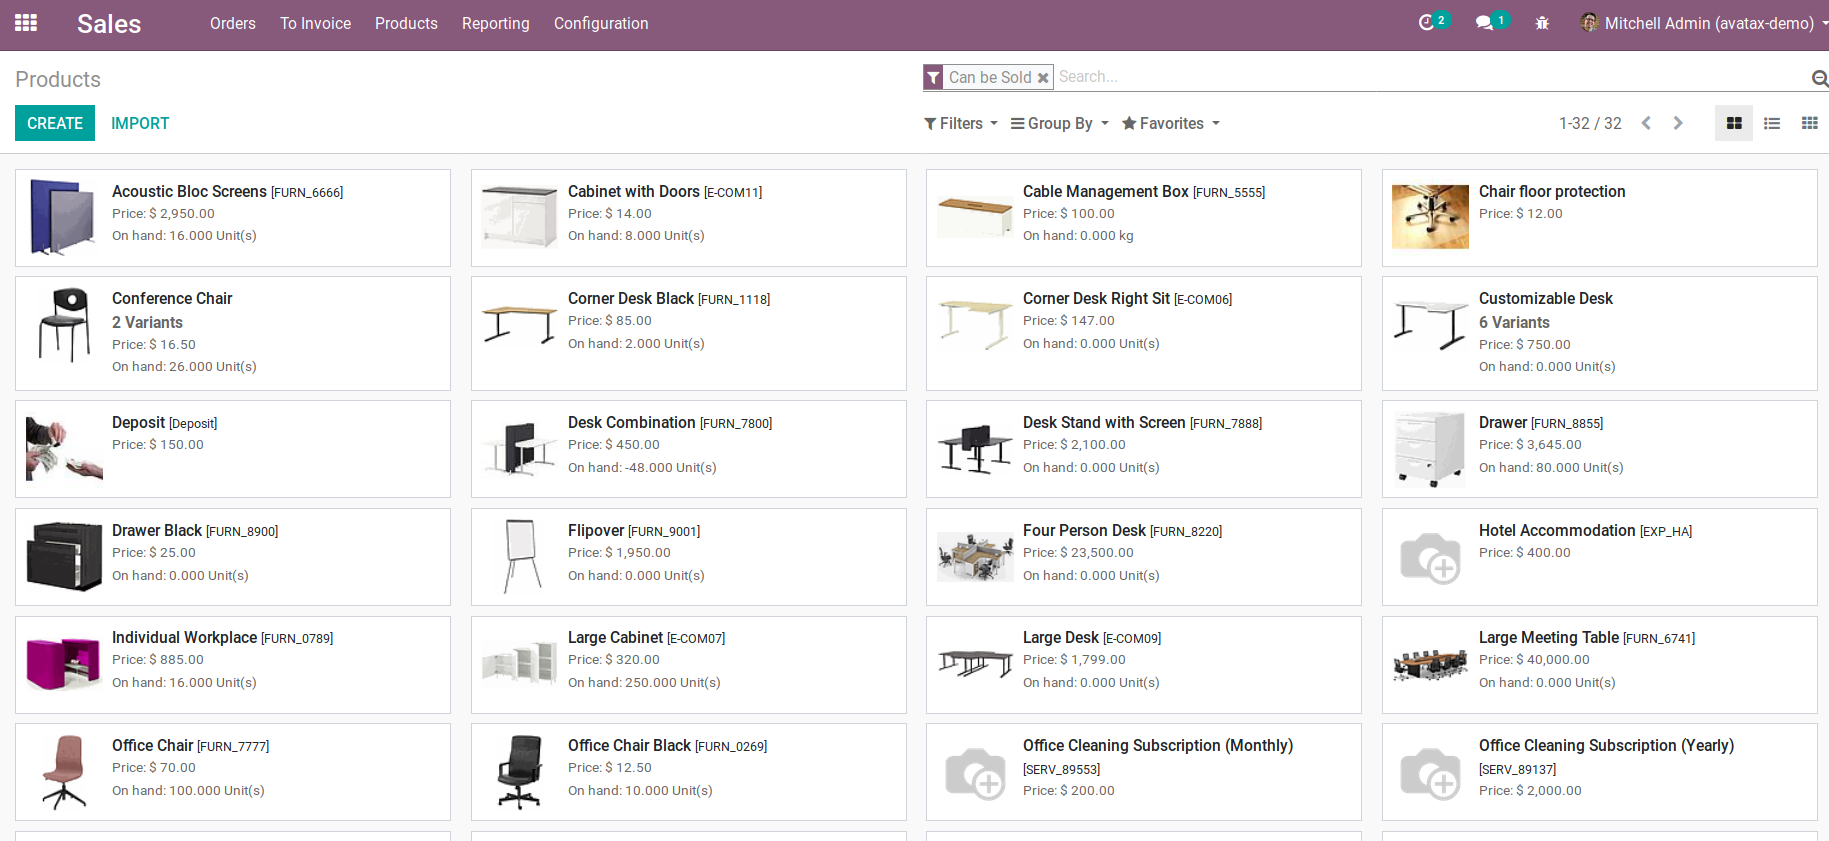 Sales Orders To Invoice Products Reporting Configuration 2 1 Mitchell Admin (avatax-demo)
Products Can be Sold Search...
CREATE IMPORT Filters Group By Favorites 1-32 / 32
Acoustic Bloc Screens [FURN_6666]
Price: $ 2,950.00
On hand: 16.000 Unit(s)
Cabinet with Doors [E-COM11]
Price: $ 14.00
On hand: 8.000 Unit(s)
Cable Management Box [FURN_5555]
Price: $ 100.00
On hand: 0.000 kg
Chair floor protection
Price: $ 12.00
Conference Chair
2 Variants
Price: $ 16.50
On hand: 26.000 Unit(s)
Corner Desk Black [FURN_1118]
Price: $ 85.00
On hand: 2.000 Unit(s)
Corner Desk Right Sit [E-COM06]
Price: $ 147.00
On hand: 0.000 Unit(s)
Customizable Desk
6 Variants
Price: $ 750.00
On hand: 0.000 Unit(s)
Deposit [Deposit]
Price: $ 150.00
Desk Combination [FURN_7800]
Price: $ 450.00
On hand: -48.000 Unit(s)
Desk Stand with Screen [FURN_7888]
Price: $ 2,100.00
On hand: 0.000 Unit(s)
Drawer [FURN_8855]
Price: $ 3,645.00
On hand: 80.000 Unit(s)
Drawer Black [FURN_8900]
Price: $ 25.00
On hand: 0.000 Unit(s)
Flipover [FURN_9001]
Price: $ 1,950.00
On hand: 0.000 Unit(s)
Four Person Desk [FURN_8220]
Price: $ 23,500.00
On hand: 0.000 Unit(s)
Hotel Accommodation [EXP_HA]
Price: $ 400.00
Individual Workplace [FURN_0789]
Price: $ 885.00
On hand: 16.000 Unit(s)
Large Cabinet [E-COM07]
Price: $ 320.00
On hand: 250.000 Unit(s)
Large Desk [E-COM09]
Price: $ 1,799.00
On hand: 0.000 Unit(s)
Large Meeting Table [FURN_6741]
Price: $ 40,000.00
On hand: 0.000 Unit(s)
Office Chair [FURN_7777]
Price: $ 70.00
On hand: 100.000 Unit(s)
Office Chair Black [FURN_0269]
Price: $ 12.50
On hand: 10.000 Unit(s)
Office Cleaning Subscription (Monthly)
[SERV_89553]
Price: $ 200.00
Office Cleaning Subscription (Yearly)
[SERV_89137]
Price: $ 2,000.00